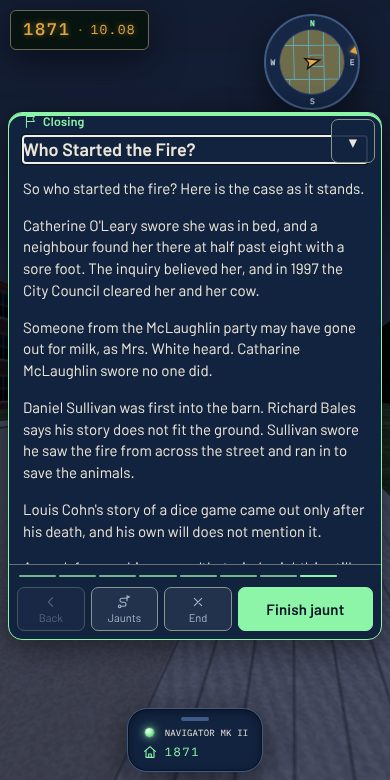 1871 · 10.08
N
W
E
S
Closing
Who Started the Fire?
▼
So who started the fire? Here is the case as it stands.
Catherine O'Leary swore she was in bed, and a
neighbour found her there at half past eight with a
sore foot. The inquiry believed her, and in 1997 the
City Council cleared her and her cow.
Someone from the McLaughlin party may have gone
out for milk, as Mrs. White heard. Catharine
McLaughlin swore no one did.
Daniel Sullivan was first into the barn. Richard Bales
says his story does not fit the ground. Sullivan swore
he saw the fire from across the street and ran in to
save the animals.
Louis Cohn's story of a dice game came out only after
his death, and his own will does not mention it.
Back
Jaunts
End
Finish jaunt
NAVIGATOR MK II
1871